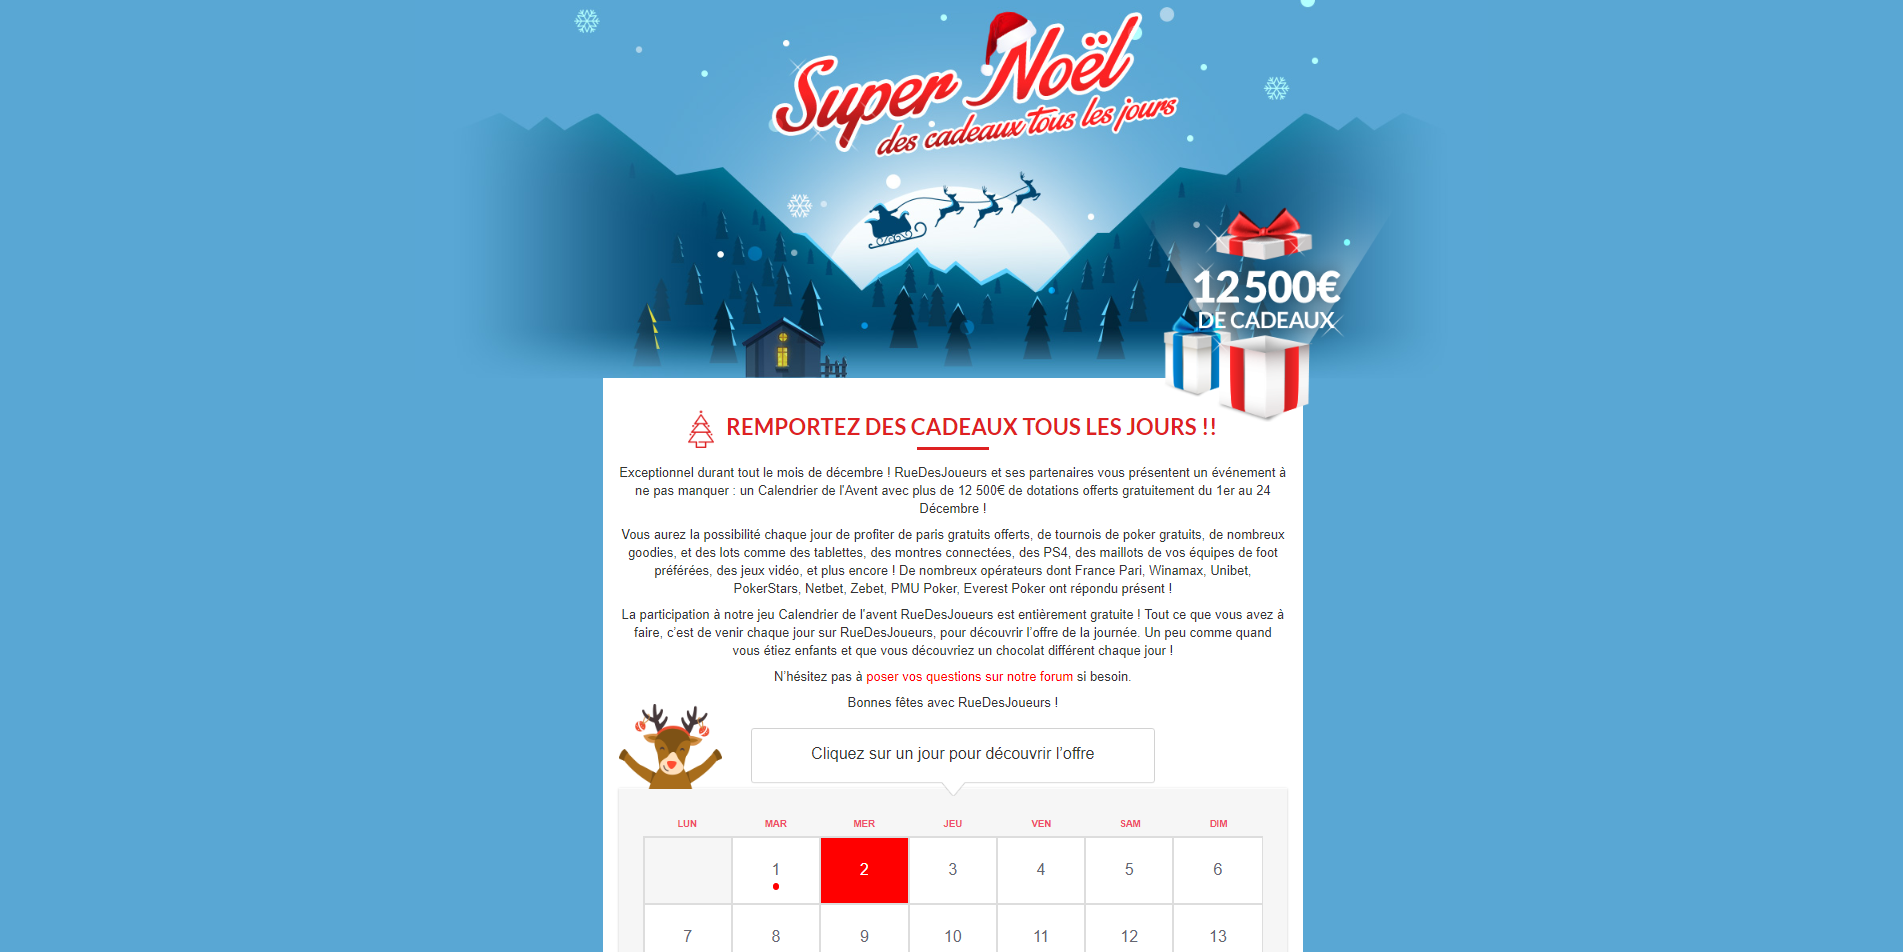 Super Noël
des cadeaux tous les jours
12 500€
DE CADEAUX
REMPORTEZ DES CADEAUX TOUS LES JOURS !!
Exceptionnel durant tout le mois de décembre ! RueDesJoueurs et ses partenaires vous présentent un événement à
ne pas manquer : un Calendrier de l'Avent avec plus de 12 500€ de dotations offerts gratuitement du 1er au 24
Décembre !
Vous aurez la possibilité chaque jour de profiter de paris gratuits offerts, de tournois de poker gratuits, de nombreux
goodies, et des lots comme des tablettes, des montres connectées, des PS4, des maillots de vos équipes de foot
préférées, des jeux vidéo, et plus encore ! De nombreux opérateurs dont France Pari, Winamax, Unibet,
PokerStars, Netbet, Zebet, PMU Poker, Everest Poker ont répondu présent !
La participation à notre jeu Calendrier de l'avent RueDesJoueurs est entièrement gratuite ! Tout ce que vous avez à
faire, c’est de venir chaque jour sur RueDesJoueurs, pour découvrir l’offre de la journée. Un peu comme quand
vous étiez enfants et que vous découvriez un chocolat différent chaque jour !
N’hésitez pas à poser vos questions sur notre forum si besoin.
Bonnes fêtes avec RueDesJoueurs !
Cliquez sur un jour pour découvrir l’offre
LUN MAR MER JEU VEN SAM DIM
1 2 3 4 5 6
7 8 9 10 11 12 13